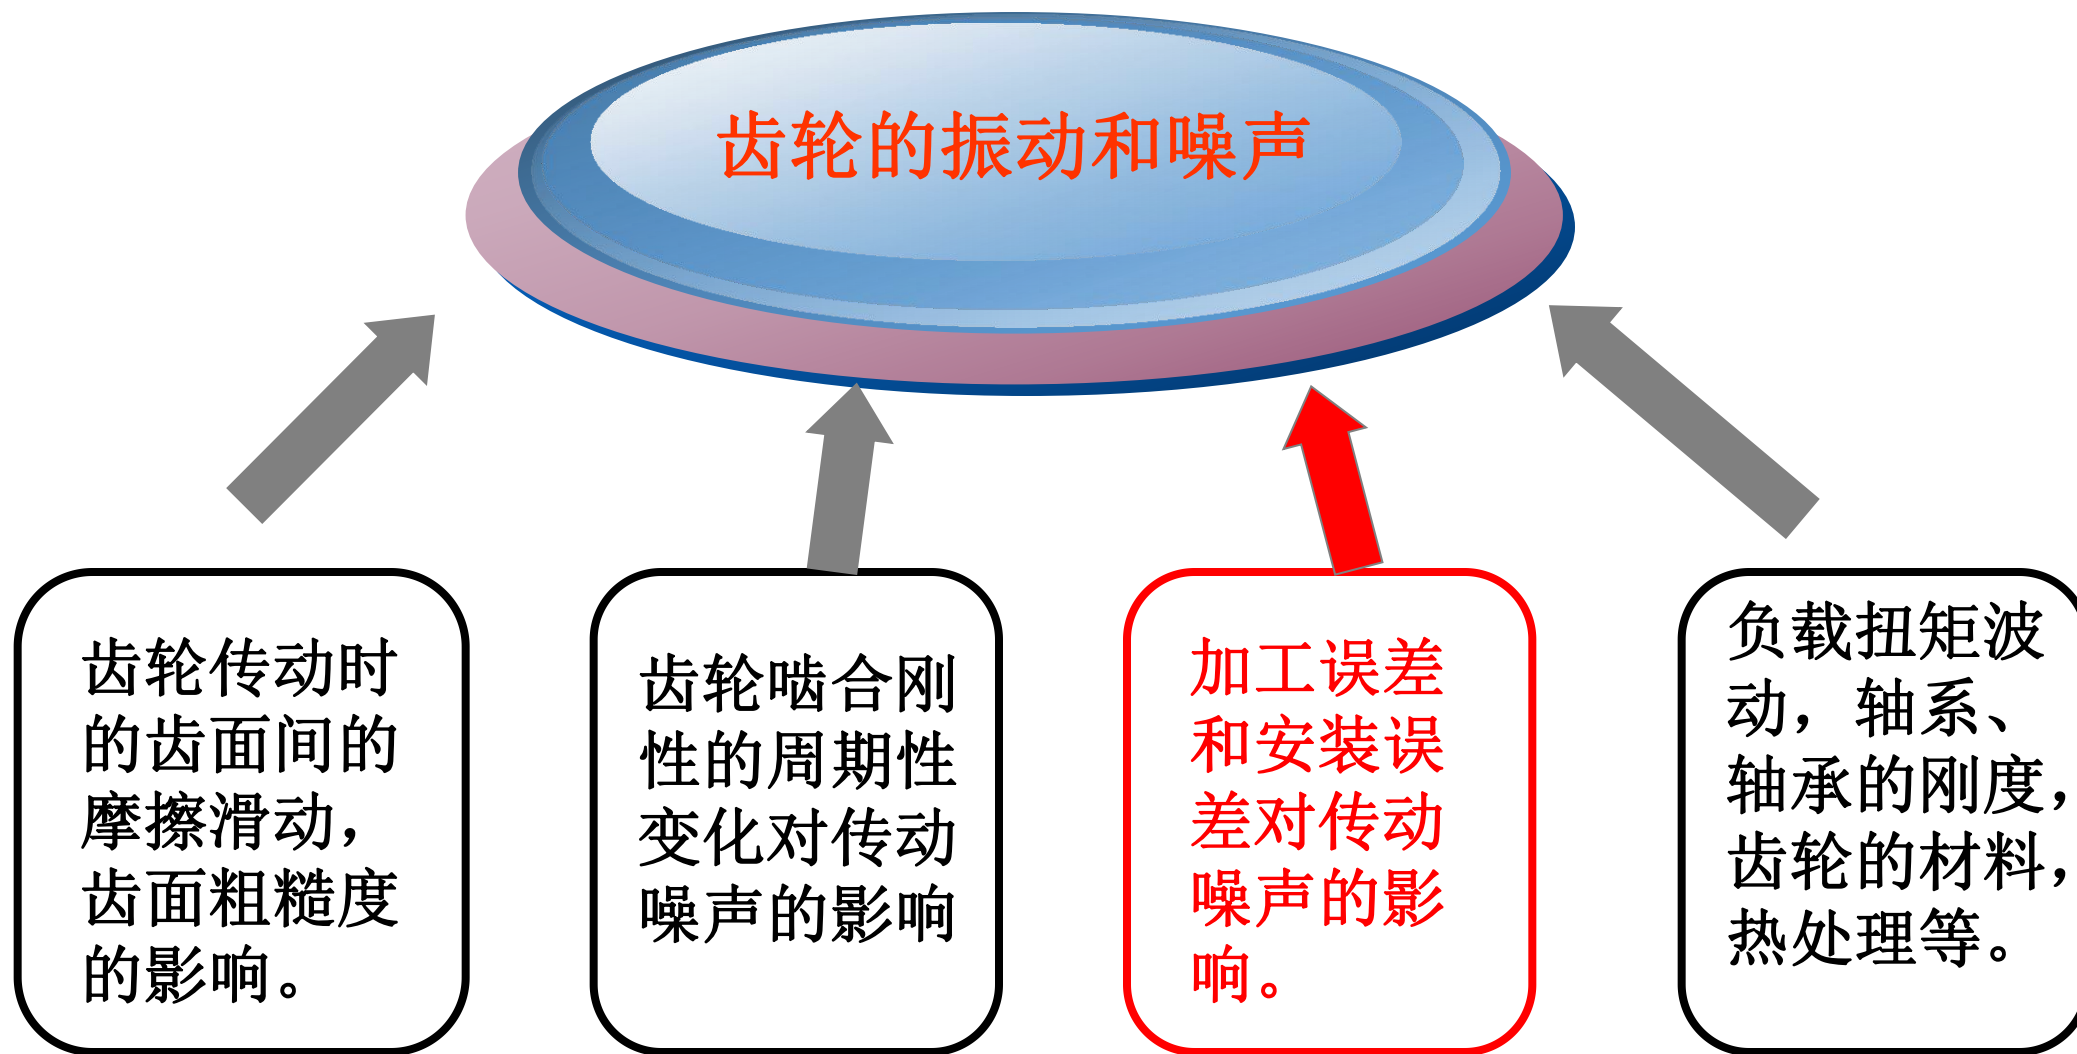 齿轮的振动和噪声
齿轮传动时
的齿面间的
摩擦滑动，
齿面粗糙度
的影响。
齿轮啮合刚
性的周期性
变化对传动
噪声的影响
加工误差
和安装误
差对传动
噪声的影
响。
负载扭矩波
动，轴系、
轴承的刚度，
齿轮的材料，
热处理等。